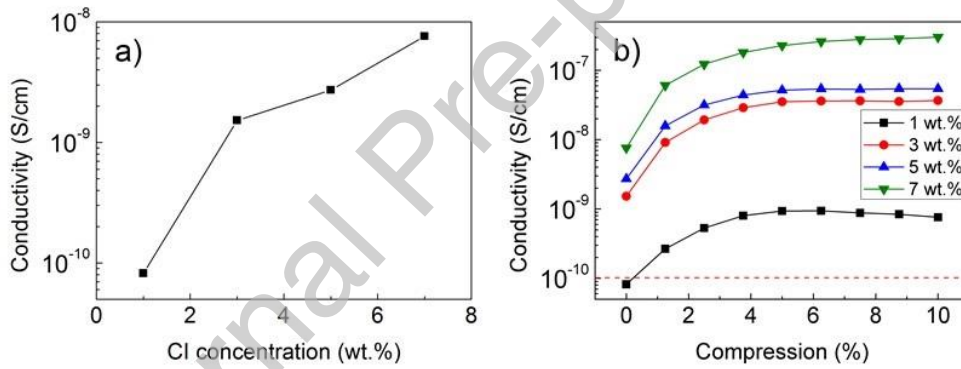 a)
10^-8
10^-9
10^-10
Conductivity (S/cm)
0 2 4 6 8
CI concentration (wt.%)
b)
10^-7
10^-8
10^-9
10^-10
Conductivity (S/cm)
1 wt.%
3 wt.%
5 wt.%
7 wt.%
0 2 4 6 8 10
Compression (%)
rnal Pre-p